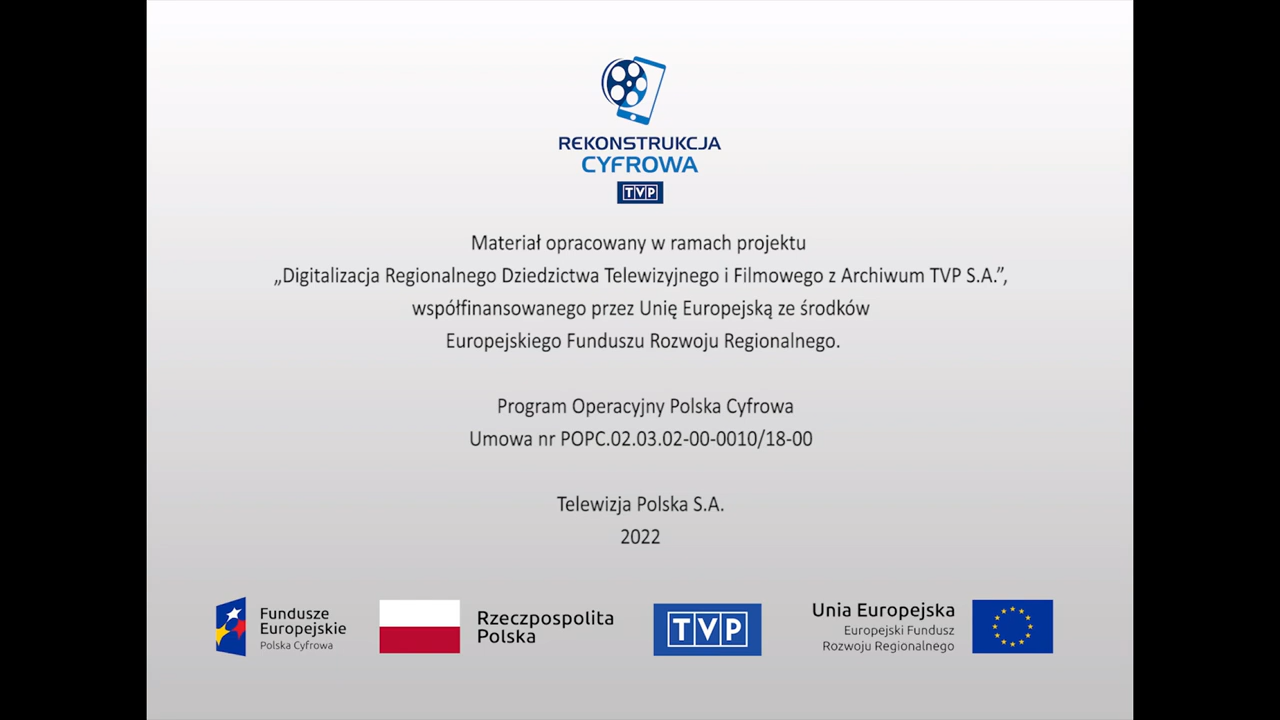 REKONSTRUKCJA
CYFROWA
TVP
Materiał opracowany w ramach projektu
„Digitalizacja Regionalnego Dziedzictwa Telewizyjnego i Filmowego z Archiwum TVP S.A.”,
współfinansowanego przez Unię Europejską ze środków
Europejskiego Funduszu Rozwoju Regionalnego.
Program Operacyjny Polska Cyfrowa
Umowa nr POPC.02.03.02-00-0010/18-00
Telewizja Polska S.A.
2022
Fundusze
Europejskie
Polska Cyfrowa
Rzeczpospolita
Polska
TVP
Unia Europejska
Europejski Fundusz
Rozwoju Regionalnego